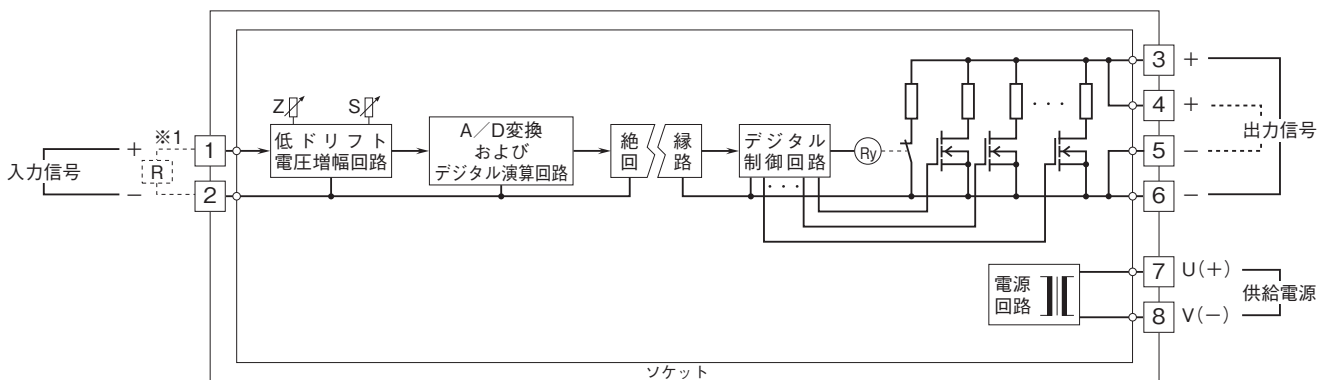 入力信号
+
−
※1
R
1
2
Z
S
低ドリフト
電圧増幅回路
A/D変換
および
デジタル演算回路
絶 縁
回 路
デジタル
制御回路
・・・
Ry
・・・
3 +
4 +
5 −
6 −
出力信号
電源
回路
7 U(+)
8 V(−)
供給電源
ソケット